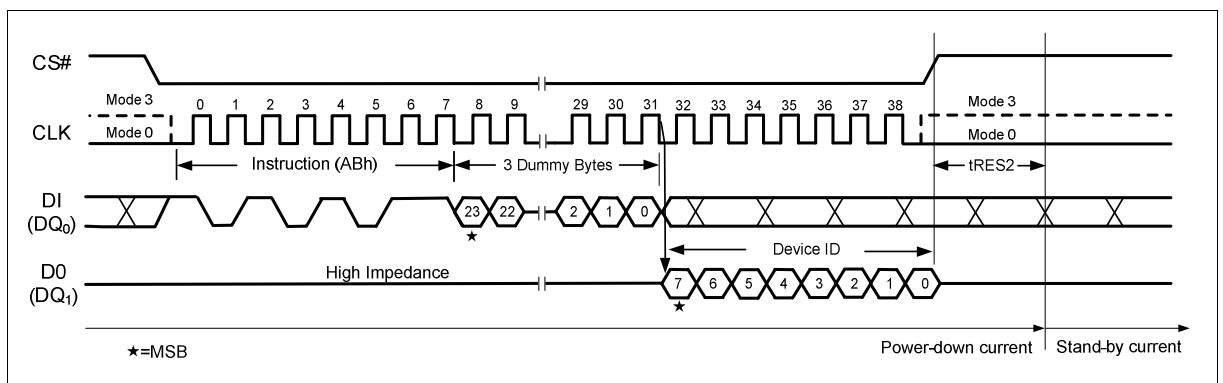 CS#
Mode 3
0 1 2 3 4 5 6 7 8 9 29 30 31 32 33 34 35 36 37 38
Mode 3
CLK
Mode 0
Mode 0
Instruction (ABh)
3 Dummy Bytes
tRES2
DI
(DQ0)
23 22 2 1 0
★
Device ID
D0
(DQ1)
High Impedance
7 6 5 4 3 2 1 0
★
★=MSB
Power-down current
Stand-by current